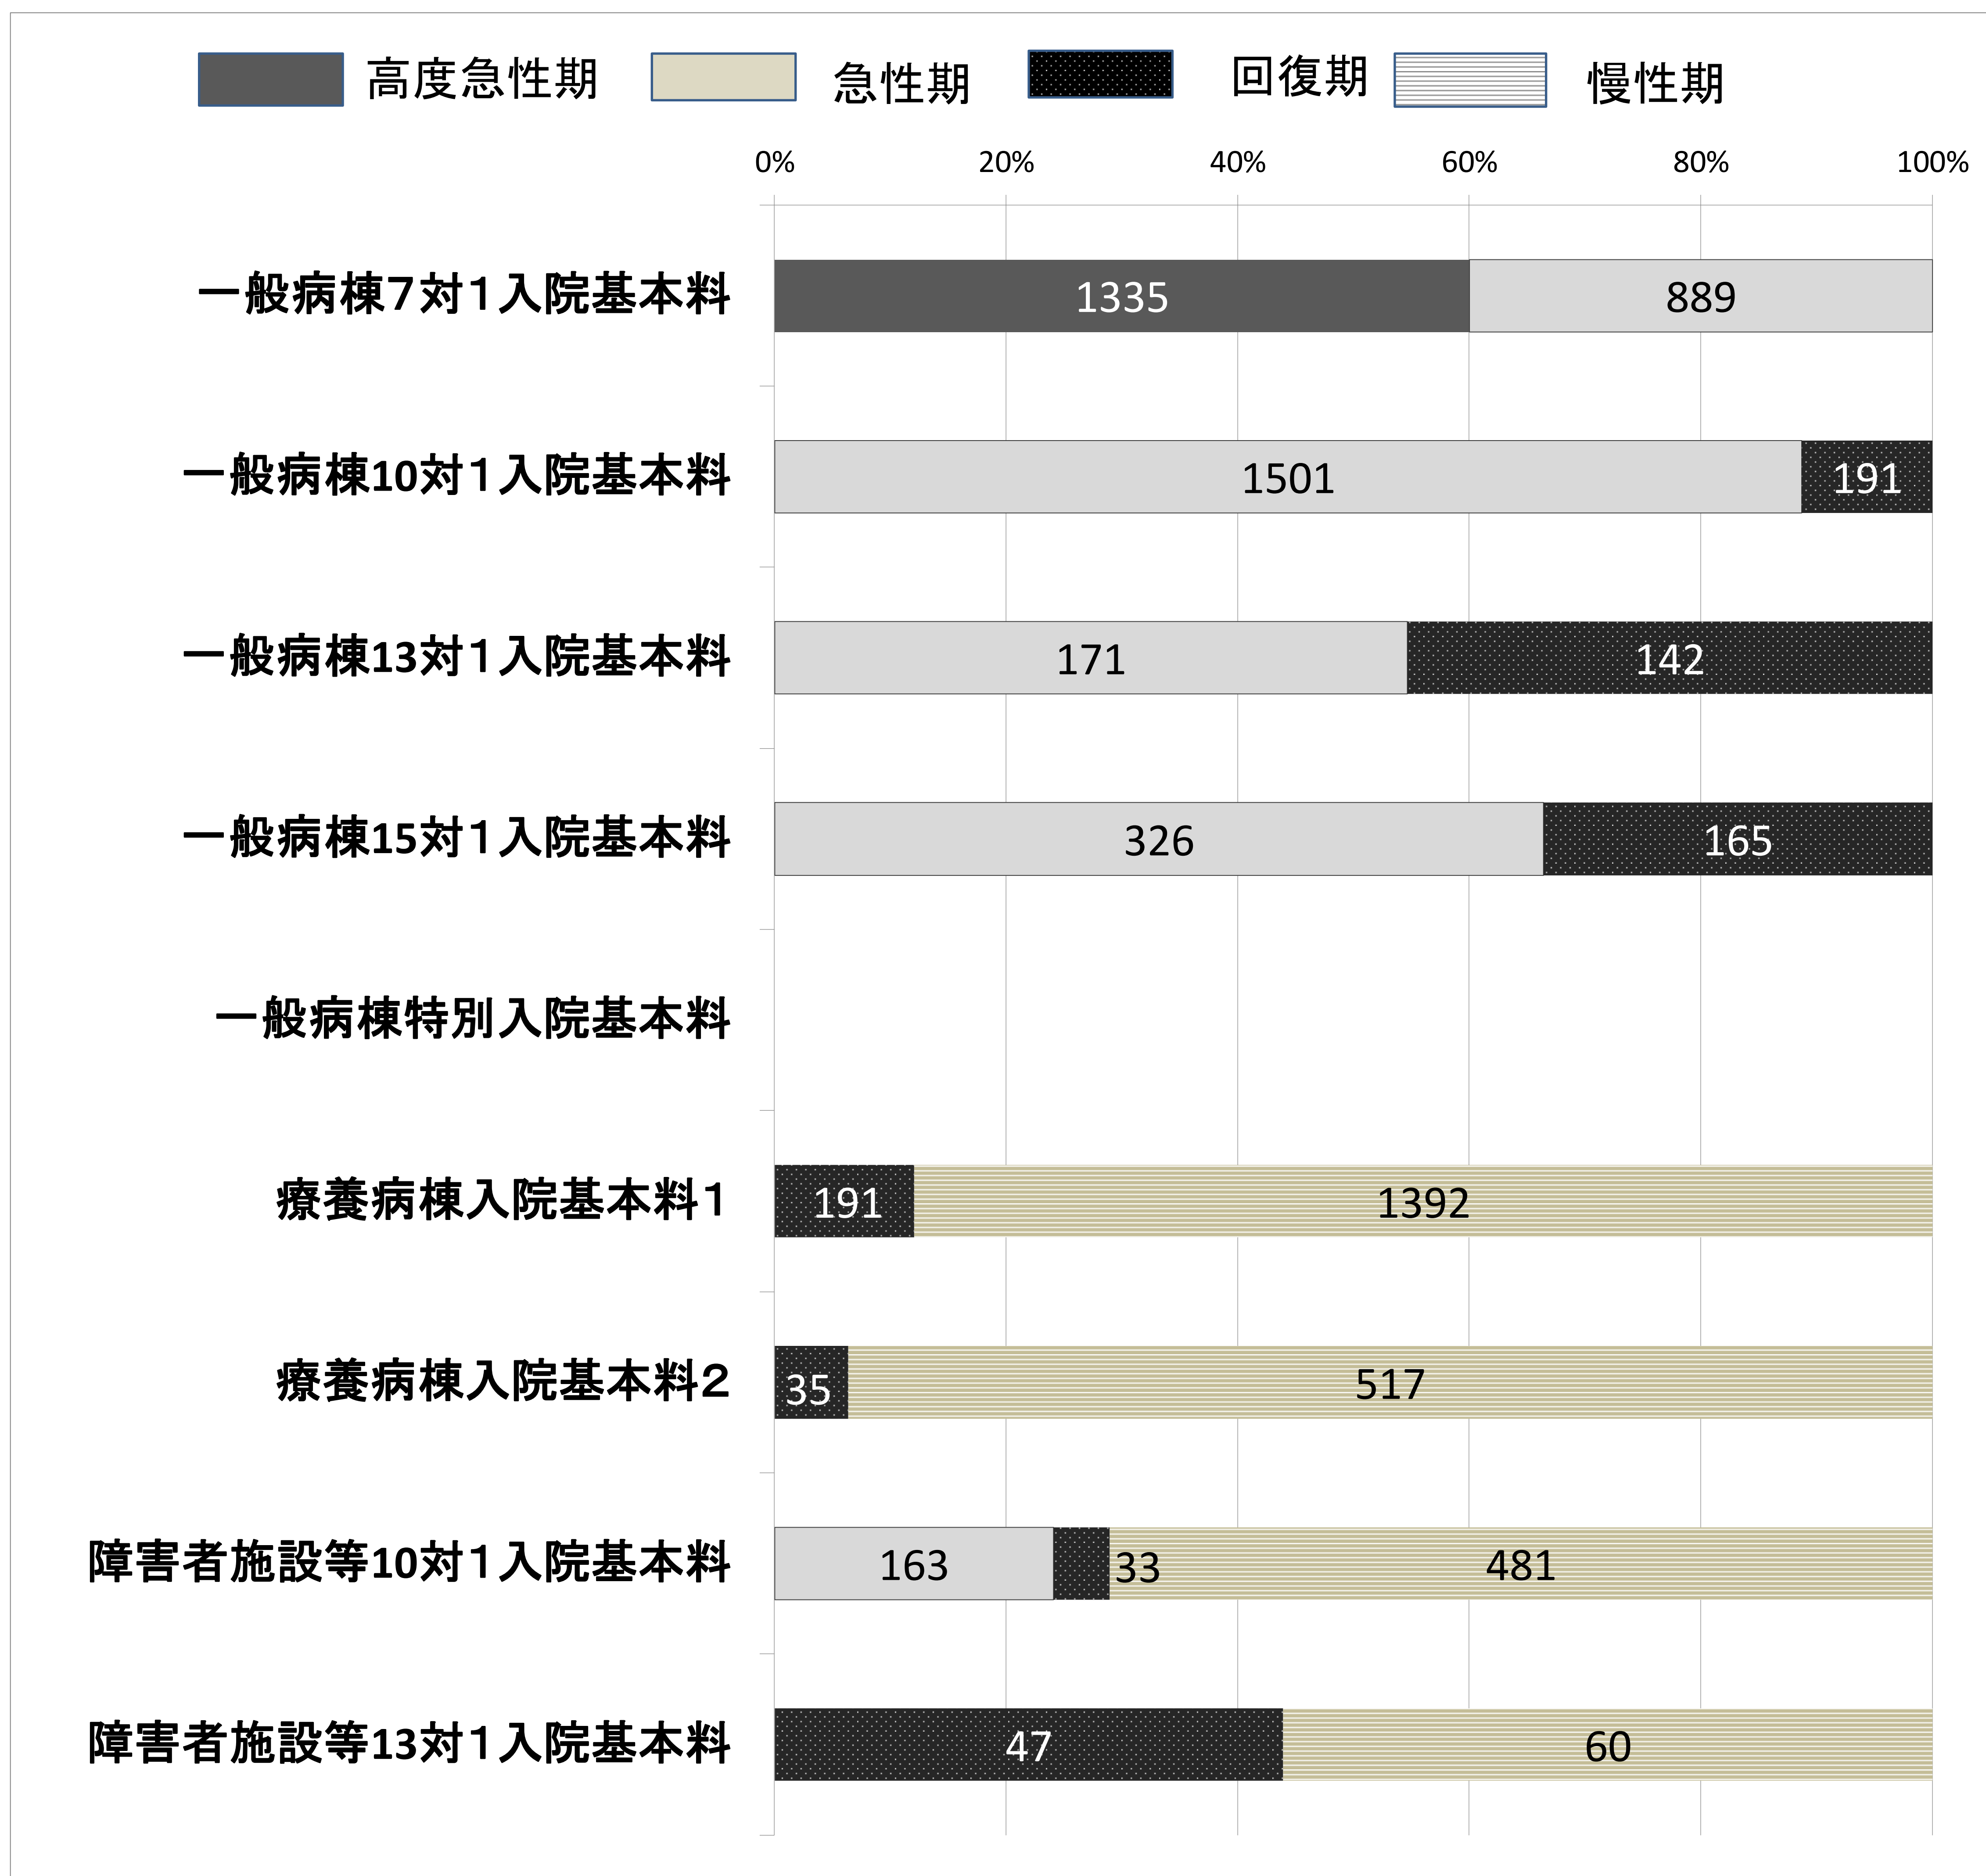 高度急性期 急性期 回復期 慢性期
0% 20% 40% 60% 80% 100%
一般病棟７対１入院基本料 1335 889
一般病棟10対１入院基本料 1501 191
一般病棟13対１入院基本料 171 142
一般病棟15対１入院基本料 326 165
一般病棟特別入院基本料
療養病棟入院基本料１ 191 1392
療養病棟入院基本料２ 35 517
障害者施設等10対１入院基本料 163 33 481
障害者施設等13対１入院基本料 47 60